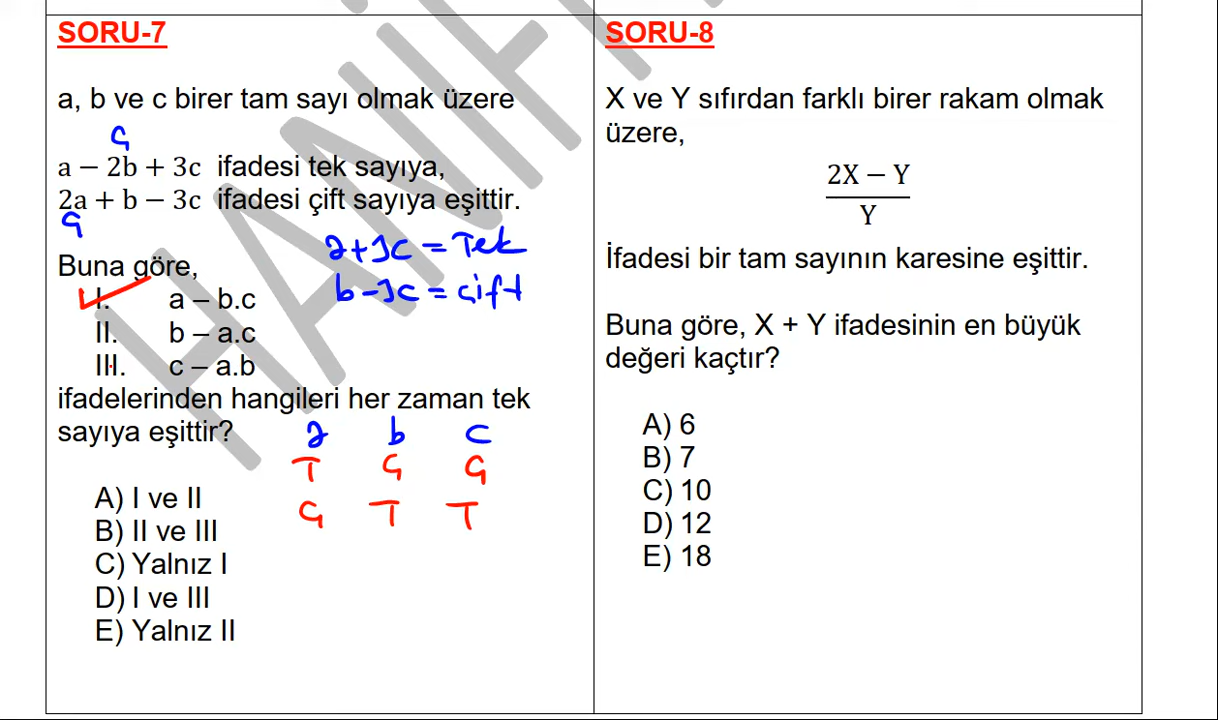 SORU-7
a, b ve c birer tam sayı olmak üzere
Ç
a − 2b + 3c ifadesi tek sayıya,
2a + b − 3c ifadesi çift sayıya eşittir.
Ç
a+3c = Tek
Buna göre,
b-3c = Çift
I. a – b.c
II. b – a.c
III. c – a.b
ifadelerinden hangileri her zaman tek
sayıya eşittir?
a b c
T Ç Ç
Ç T T
A) I ve II
B) II ve III
C) Yalnız I
D) I ve III
E) Yalnız II
SORU-8
X ve Y sıfırdan farklı birer rakam olmak
üzere,
2X − Y
Y
İfadesi bir tam sayının karesine eşittir.
Buna göre, X + Y ifadesinin en büyük
değeri kaçtır?
A) 6
B) 7
C) 10
D) 12
E) 18
HANIF